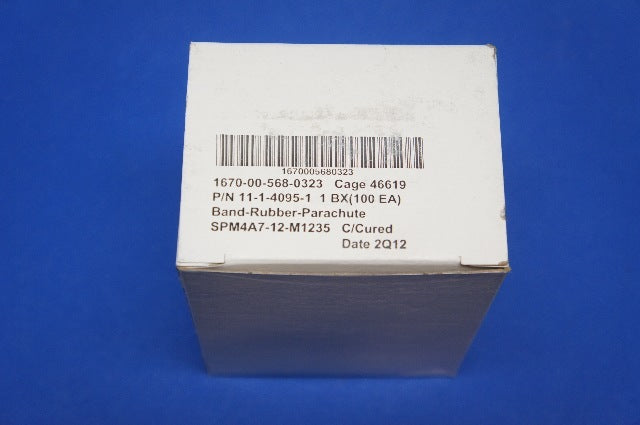 1670005680323
1670-00-568-0323 Cage 46619
P/N 11-1-4095-1 1 BX(100 EA)
Band-Rubber-Parachute
SPM4A7-12-M1235 C/Cured
Date 2Q12